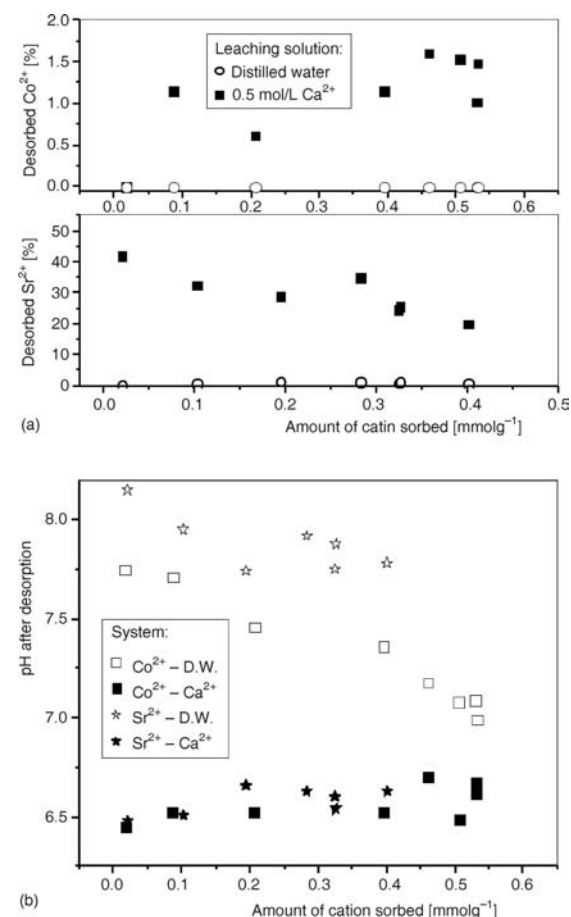 (a)
Desorbed Co²⁺ [%]
2.0
1.5
1.0
0.5
0.0
Leaching solution:
Distilled water
0.5 mol/L Ca²⁺
0.0 0.1 0.2 0.3 0.4 0.5 0.6
Desorbed Sr²⁺ [%]
50
40
30
20
10
0
0.0 0.1 0.2 0.3 0.4 0.5
Amount of catin sorbed [mmolg⁻¹]
(b)
pH after desorption
8.0
7.5
7.0
6.5
System:
Co²⁺ – D.W.
Co²⁺ – Ca²⁺
Sr²⁺ – D.W.
Sr²⁺ – Ca²⁺
0.0 0.1 0.2 0.3 0.4 0.5 0.6
Amount of cation sorbed [mmolg⁻¹]